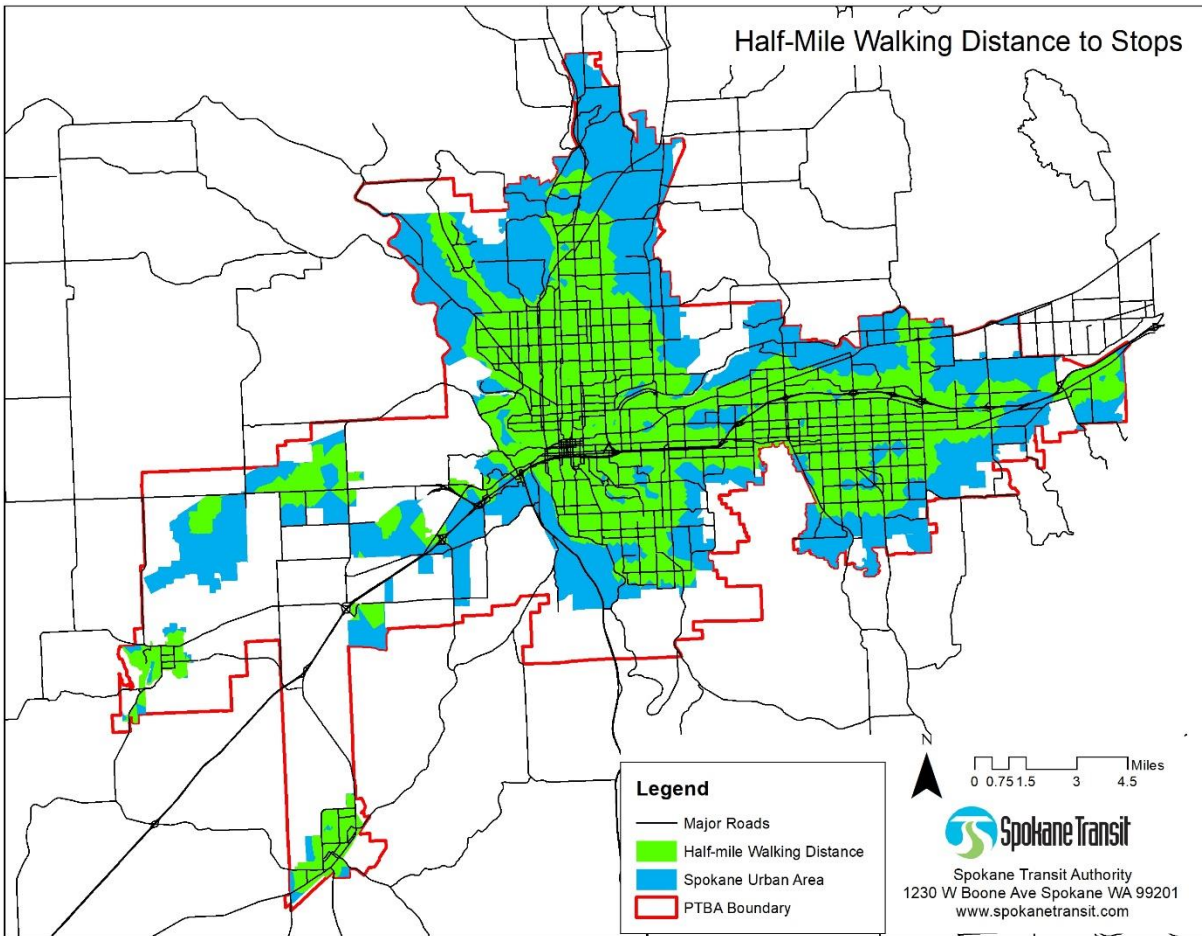 Half-Mile Walking Distance to Stops
N
Miles
0 0.75 1.5 3 4.5
Legend
Major Roads
Half-mile Walking Distance
Spokane Urban Area
PTBA Boundary
Spokane Transit
Spokane Transit Authority
1230 W Boone Ave Spokane WA 99201
www.spokanetransit.com